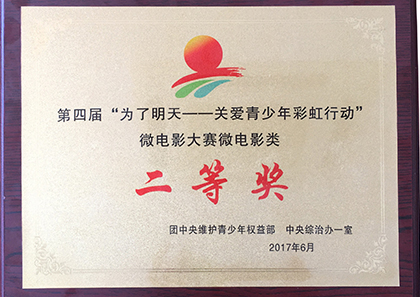 第四届“为了明天——关爱青少年彩虹行动”
微电影大赛微电影类
二等奖
团中央维护青少年权益部 中央综治办一室
2017年6月